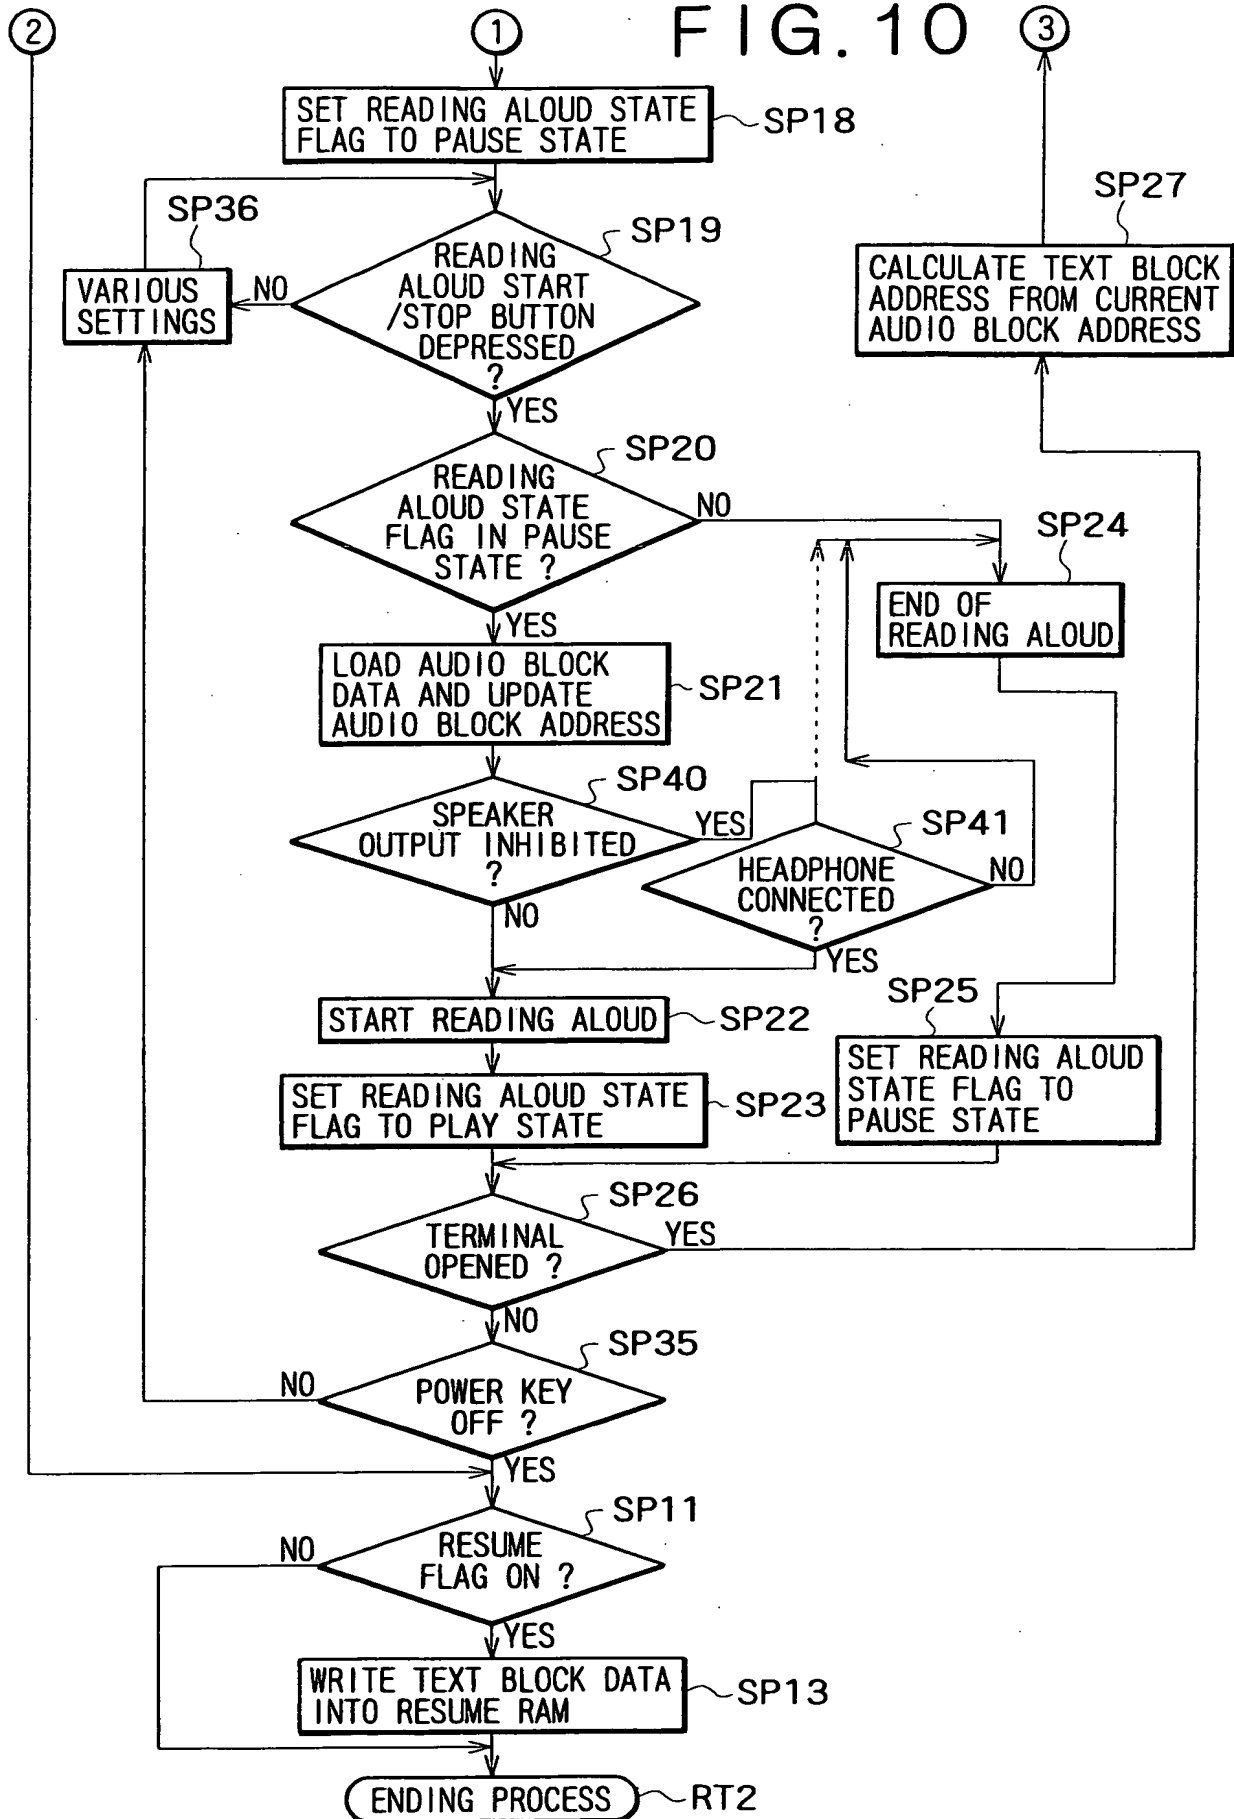 2
1
FIG. 10
3
SET READING ALOUD STATE
FLAG TO PAUSE STATE
SP18
SP36
VARIOUS
SETTINGS
NO
SP19
READING
ALOUD START
/STOP BUTTON
DEPRESSED
?
YES
SP27
CALCULATE TEXT BLOCK
ADDRESS FROM CURRENT
AUDIO BLOCK ADDRESS
SP20
READING
ALOUD STATE
FLAG IN PAUSE
STATE ?
NO
YES
SP24
END OF
READING ALOUD
LOAD AUDIO BLOCK
DATA AND UPDATE
AUDIO BLOCK ADDRESS
SP21
SP40
SPEAKER
OUTPUT INHIBITED
?
YES
NO
SP41
HEADPHONE
CONNECTED
?
NO
YES
START READING ALOUD
SP22
SP25
SET READING ALOUD
STATE FLAG TO
PAUSE STATE
SET READING ALOUD STATE
FLAG TO PLAY STATE
SP23
SP26
TERMINAL
OPENED ?
YES
NO
SP35
POWER KEY
OFF ?
NO
YES
SP11
RESUME
FLAG ON ?
NO
YES
WRITE TEXT BLOCK DATA
INTO RESUME RAM
SP13
ENDING PROCESS
RT2